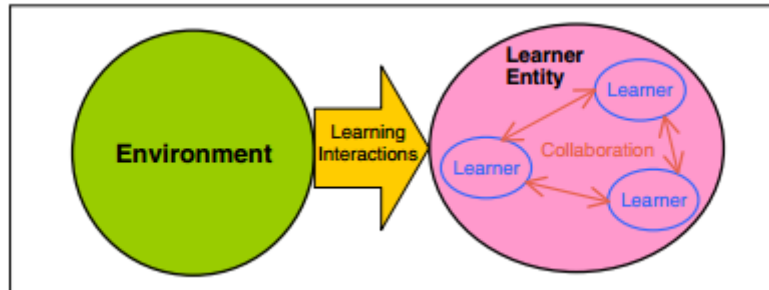 Environment
Learning
Interactions
Learner
Entity
Learner
Collaboration
Learner
Learner